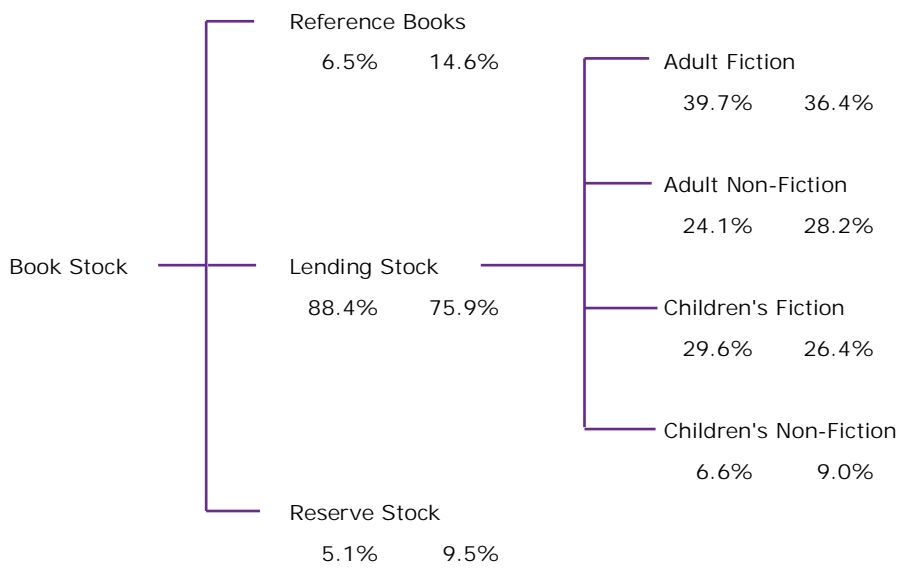 Reference Books
6.5% 14.6%
Adult Fiction
39.7% 36.4%
Adult Non-Fiction
24.1% 28.2%
Book Stock
Lending Stock
88.4% 75.9%
Children's Fiction
29.6% 26.4%
Children's Non-Fiction
6.6% 9.0%
Reserve Stock
5.1% 9.5%